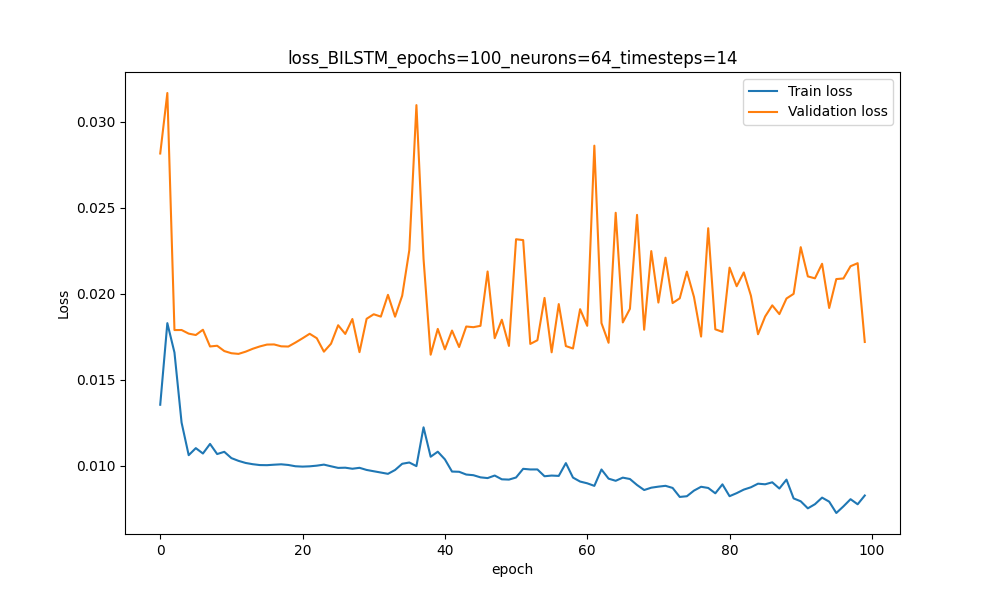 loss_BILSTM_epochs=100_neurons=64_timesteps=14
Train loss
Validation loss
0.030
0.025
0.020
0.015
0.010
Loss
0 20 40 60 80 100
epoch